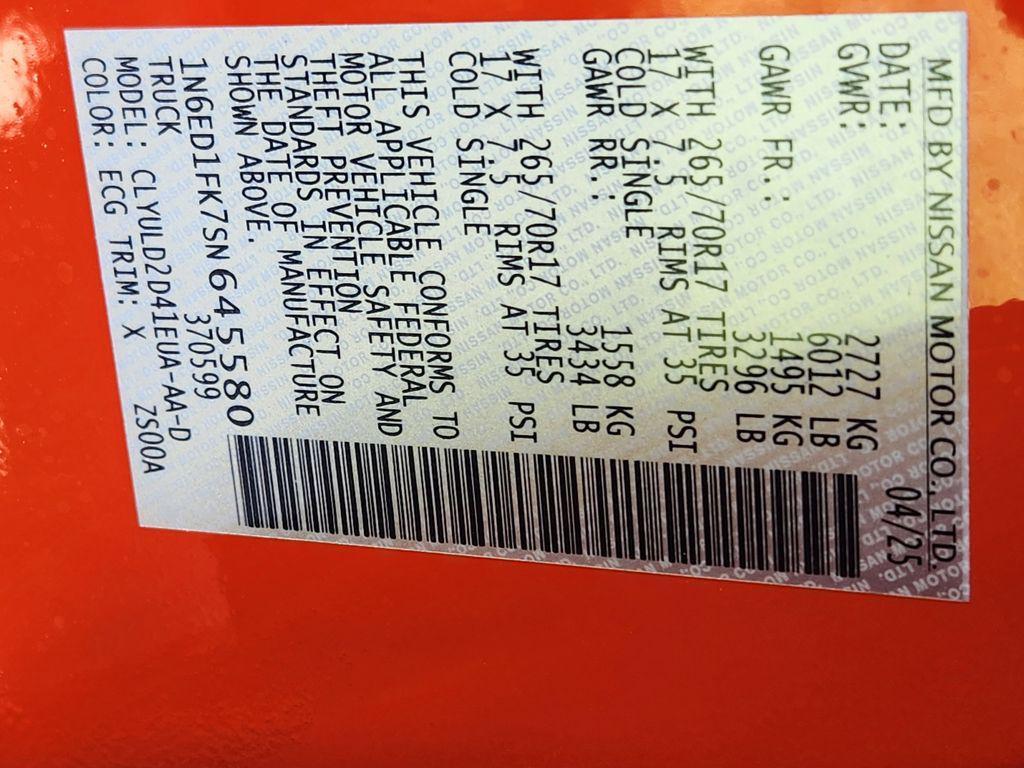 MFD BY NISSAN MOTOR CO., LTD.
DATE: 04/25
GVWR: 2727 KG
6012 LB
GAWR FR.: 1495 KG
3296 LB
WITH 265/70R17 TIRES
17 X 7.5 RIMS AT 35 PSI
COLD SINGLE
GAWR RR.: 1558 KG
3434 LB
WITH 265/70R17 TIRES
17 X 7.5 RIMS AT 35 PSI
COLD SINGLE
THIS VEHICLE CONFORMS TO
ALL APPLICABLE FEDERAL
MOTOR VEHICLE SAFETY AND
THEFT PREVENTION
STANDARDS IN EFFECT ON
THE DATE OF MANUFACTURE
SHOWN ABOVE.
1N6ED1FK7SN645580
TRUCK 370599
MODEL: CLYULD2D41EUA-AA-D
COLOR: ECG TRIM: X ZS00A